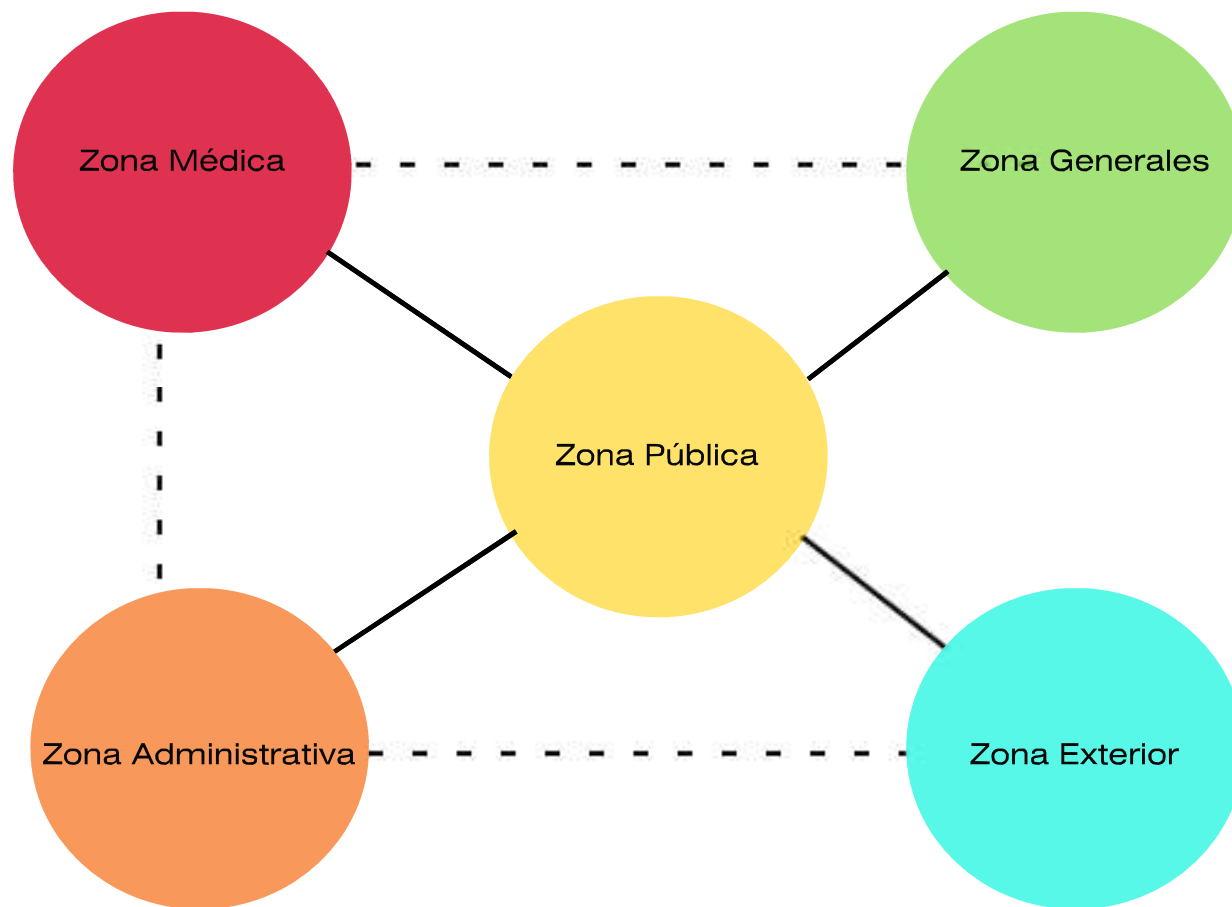 Zona Médica
Zona Generales
Zona Pública
Zona Administrativa
Zona Exterior